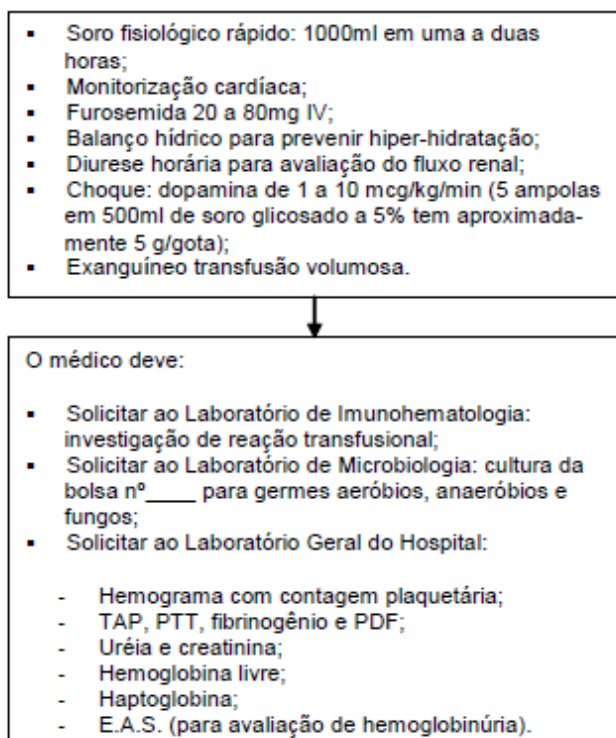 ▪ Soro fisiológico rápido: 1000ml em uma a duas
horas;
▪ Monitorização cardíaca;
▪ Furosemida 20 a 80mg IV;
▪ Balanço hídrico para prevenir hiper-hidratação;
▪ Diurese horária para avaliação do fluxo renal;
▪ Choque: dopamina de 1 a 10 mcg/kg/min (5 ampolas
em 500ml de soro glicosado a 5% tem aproximada-
mente 5 g/gota);
▪ Exanguíneo transfusão volumosa.
O médico deve:
▪ Solicitar ao Laboratório de Imunohematologia:
investigação de reação transfusional;
▪ Solicitar ao Laboratório de Microbiologia: cultura da
bolsa nº____ para germes aeróbios, anaeróbios e
fungos;
▪ Solicitar ao Laboratório Geral do Hospital:
- Hemograma com contagem plaquetária;
- TAP, PTT, fibrinogênio e PDF;
- Uréia e creatinina;
- Hemoglobina livre;
- Haptoglobina;
- E.A.S. (para avaliação de hemoglobinúria).